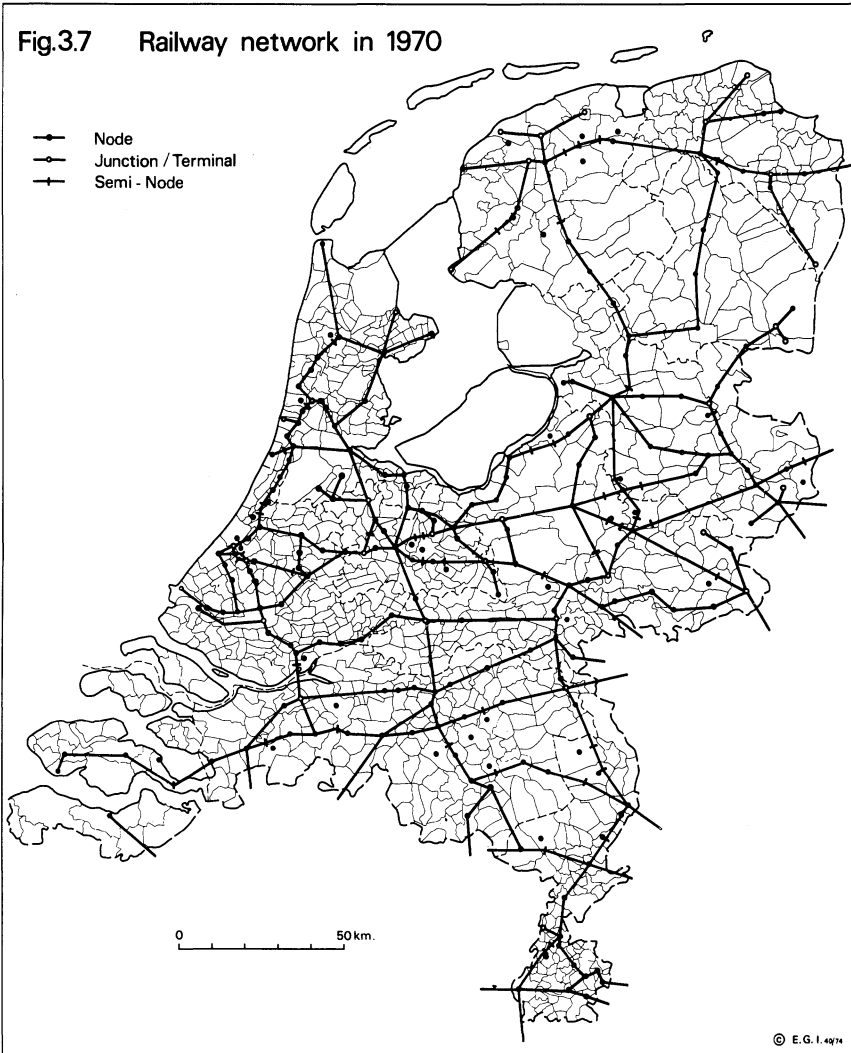 Fig.3.7 Railway network in 1970
Node
Junction / Terminal
Semi - Node
0 50 km.
© E.G.I. 40/74